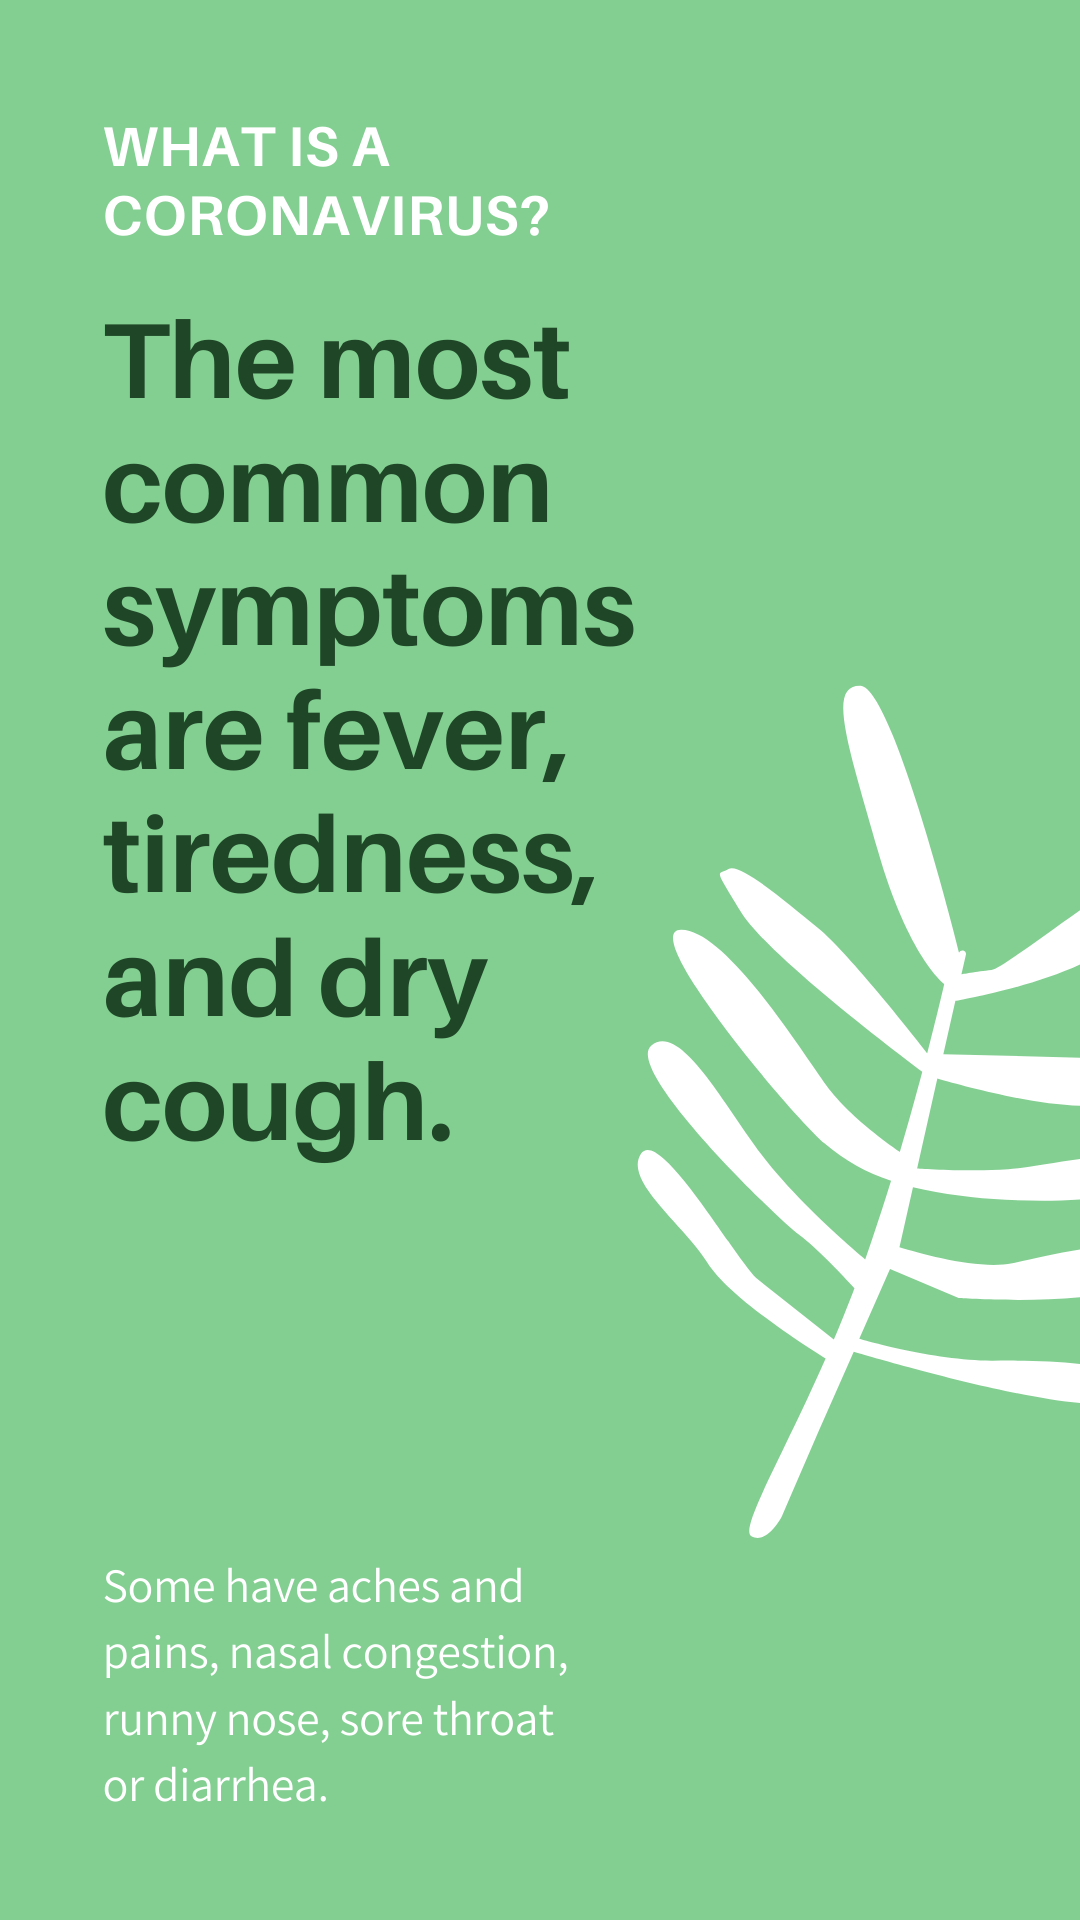 WHAT IS A
CORONAVIRUS?
The most
common
symptoms
are fever,
tiredness,
and dry
cough.
Some have aches and
pains, nasal congestion,
runny nose, sore throat
or diarrhea.